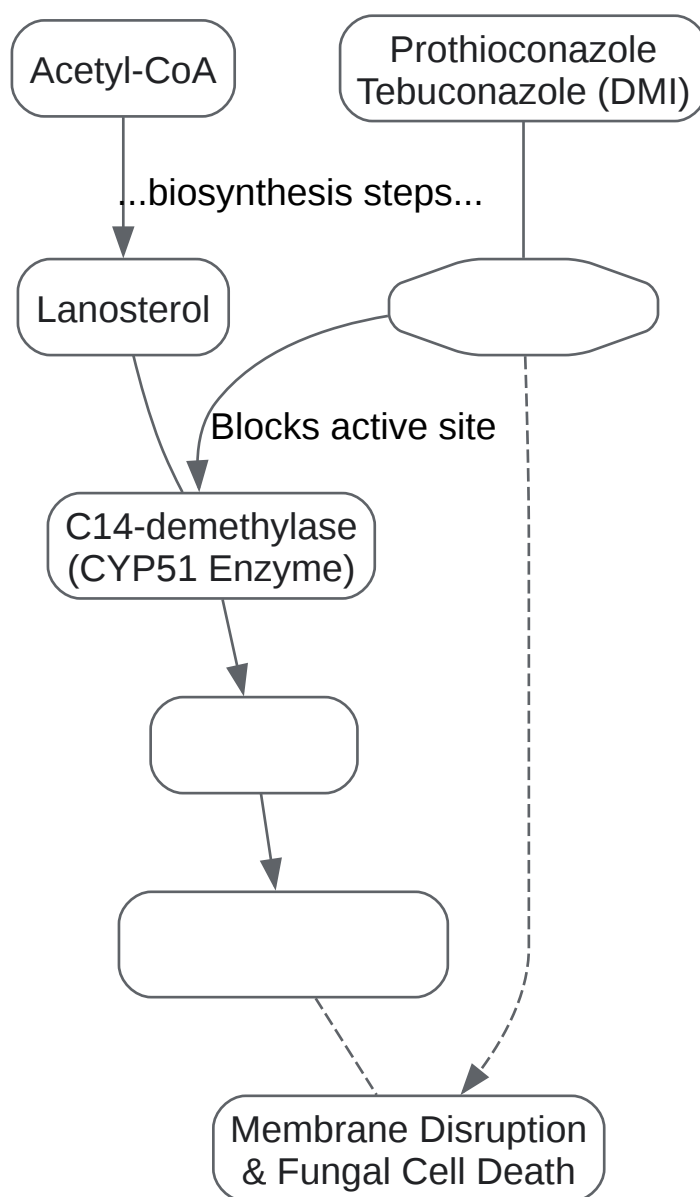 Acetyl-CoA
Prothioconazole
Tebuconazole (DMI)
...biosynthesis steps...
Lanosterol
Blocks active site
C14-demethylase
(CYP51 Enzyme)
Membrane Disruption
& Fungal Cell Death